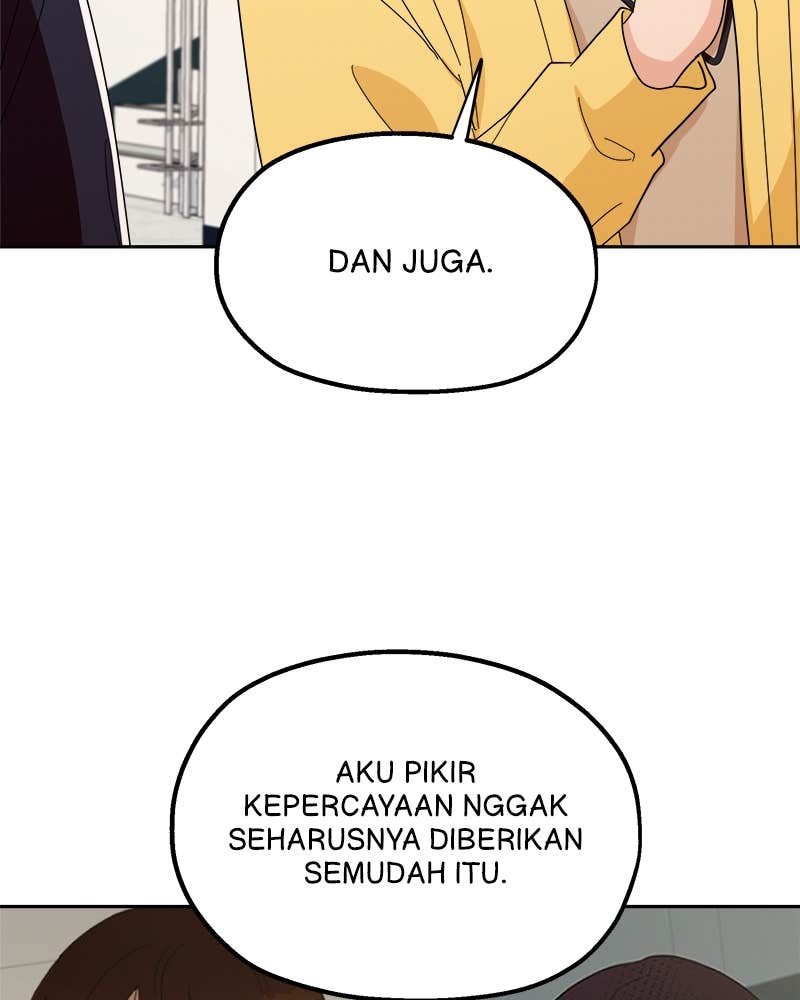 DAN JUGA.
AKU PIKIR
KEPERCAYAAN NGGAK
SEHARUSNYA DIBERIKAN
SEMUDAH ITU.